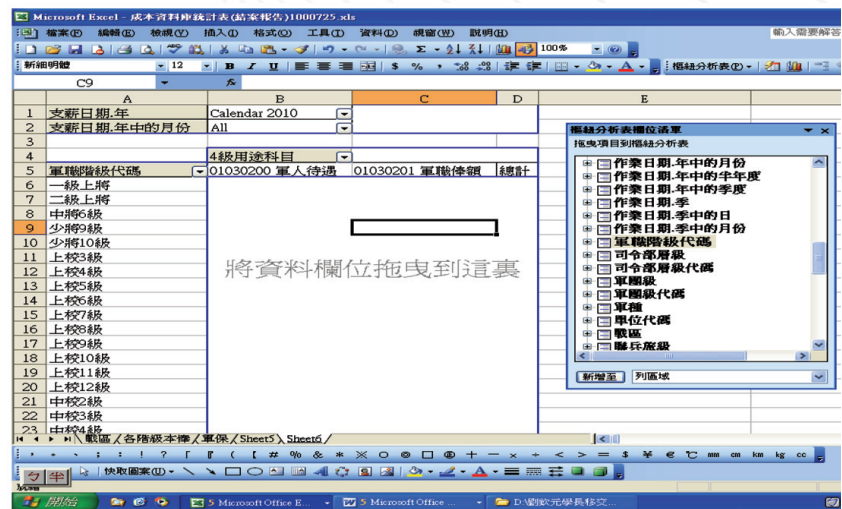 Microsoft Excel - 成本資料庫統計表(結案報告)1000725.xls
檔案(F) 編輯(E) 檢視(V) 插入(I) 格式(O) 工具(T) 資料(D) 視窗(W) 說明(H) 輸入需要解答
100%
新細明體 12 B I U $ % , 樞紐分析表(P)
C9 fx
A B C D E
1 支薪日期.年 Calendar 2010
2 支薪日期.年中的月份 All
3
4 4級用途科目
5 軍職階級代碼 01030200 軍人待遇 01030201 軍職俸額 總計
6 一級上將
7 二級上將
8 中將6級
9 少將9級
10 少將10級
11 上校3級
12 上校4級
13 上校5級
14 上校6級
15 上校7級
16 上校8級
17 上校9級
18 上校10級
19 上校11級
20 上校12級
21 中校2級
22 中校3級
23 中校4級
將資料欄位拖曳到這裏
樞紐分析表欄位清單
拖曳項目到樞紐分析表
作業日期.年中的月份
作業日期.年中的半年度
作業日期.年中的季度
作業日期.季
作業日期.季中的日
作業日期.季中的月份
軍職階級代碼
司令部層級
司令部層級代碼
軍團級
軍團級代碼
軍種
單位代碼
戰區
聯兵旅級
新增至 列區域
戰區 / 各階級本俸 / 軍保 / Sheet5 \ Sheet6 /
, 、 ; : ! ? 「 『 ( [ # % & * ※ ○ ◎ □ ⊕ + － × ÷ < > = $ ¥ € ℃ mm cm km kg cc
ㄅ 半 快取圖案(U)
開始 5 Microsoft Office E... 5 Microsoft Office ... D:\劉欽元學長移交...